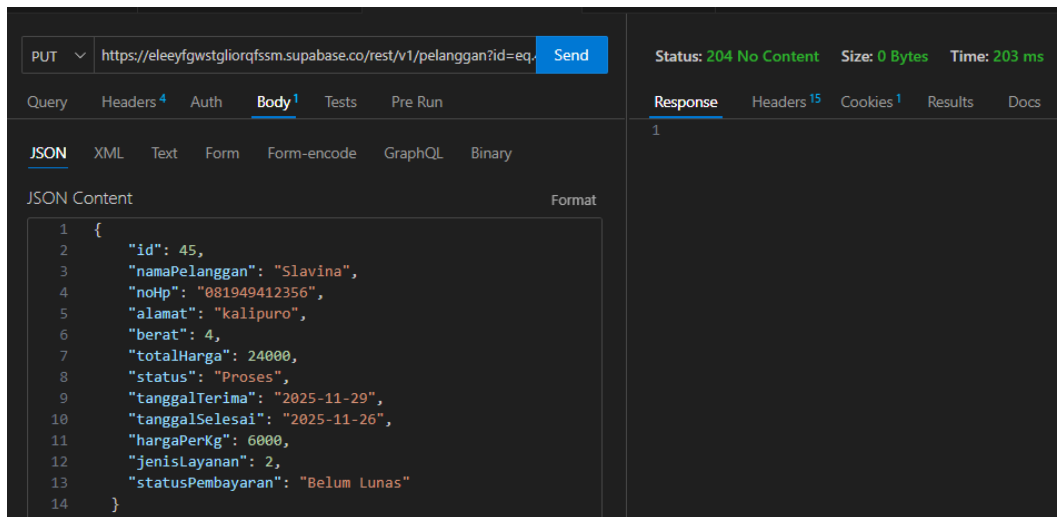 PUT https://eleeyfgwstgliorqfssm.supabase.co/rest/v1/pelanggan?id=eq. Send
Query Headers 4 Auth Body 1 Tests Pre Run
JSON XML Text Form Form-encode GraphQL Binary
JSON Content Format
1 {
2 "id": 45,
3 "namaPelanggan": "Slavina",
4 "noHp": "081949412356",
5 "alamat": "kalipuro",
6 "berat": 4,
7 "totalHarga": 24000,
8 "status": "Proses",
9 "tanggalTerima": "2025-11-29",
10 "tanggalSelesai": "2025-11-26",
11 "hargaPerKg": 6000,
12 "jenisLayanan": 2,
13 "statusPembayaran": "Belum Lunas"
14 }
Status: 204 No Content Size: 0 Bytes Time: 203 ms
Response Headers 15 Cookies 1 Results Docs
1